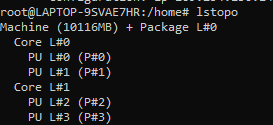 root@LAPTOP-9SVAE7HR:/home# lstopo
Machine (10116MB) + Package L#0
Core L#0
PU L#0 (P#0)
PU L#1 (P#1)
Core L#1
PU L#2 (P#2)
PU L#3 (P#3)